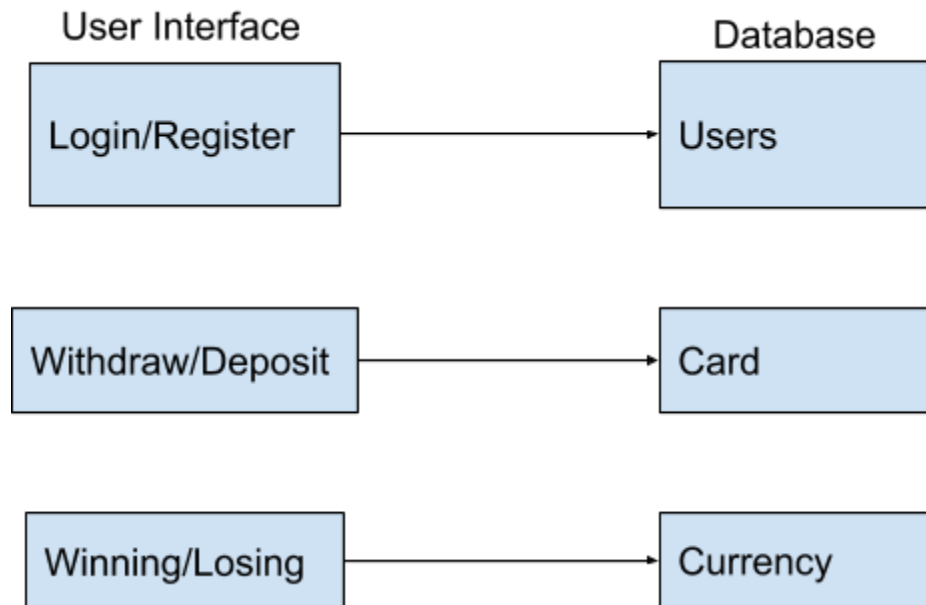 User Interface
Database
Login/Register
Users
Withdraw/Deposit
Card
Winning/Losing
Currency